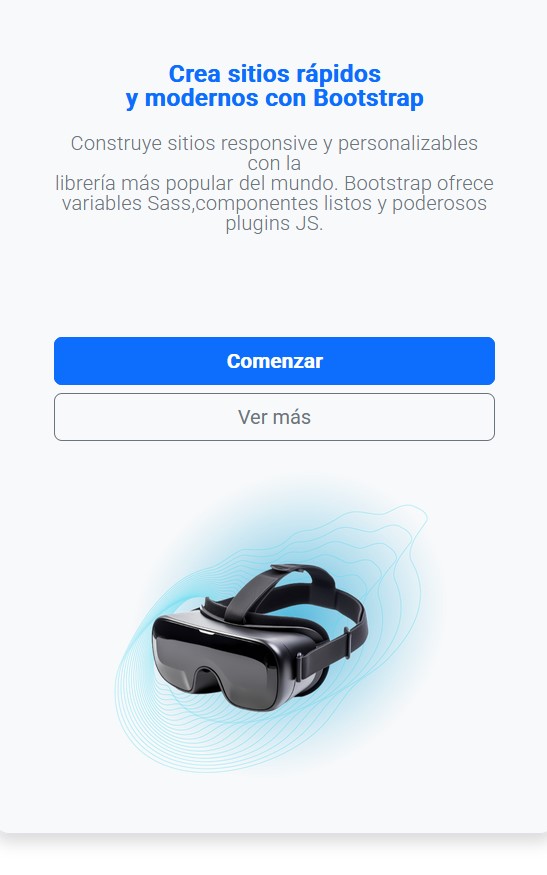 Crea sitios rápidos
y modernos con Bootstrap
Construye sitios responsive y personalizables
con la
librería más popular del mundo. Bootstrap ofrece
variables Sass,componentes listos y poderosos
plugins JS.
Comenzar
Ver más